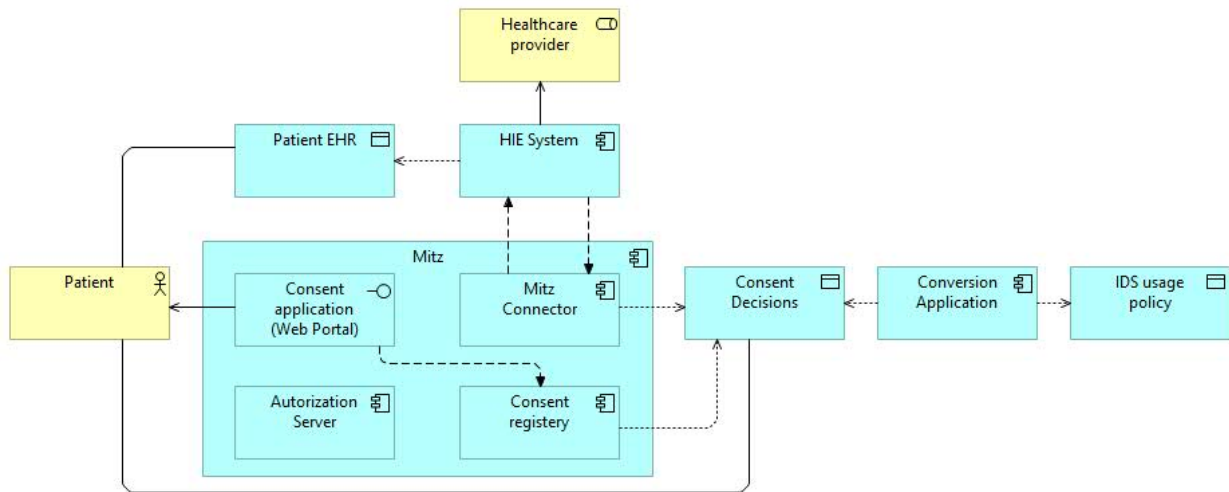 Healthcare
provider
Patient EHR
HIE System
Mitz
Patient
Consent
application
(Web Portal)
Mitz
Connector
Consent
Decisions
Conversion
Application
IDS usage
policy
Autorization
Server
Consent
registery